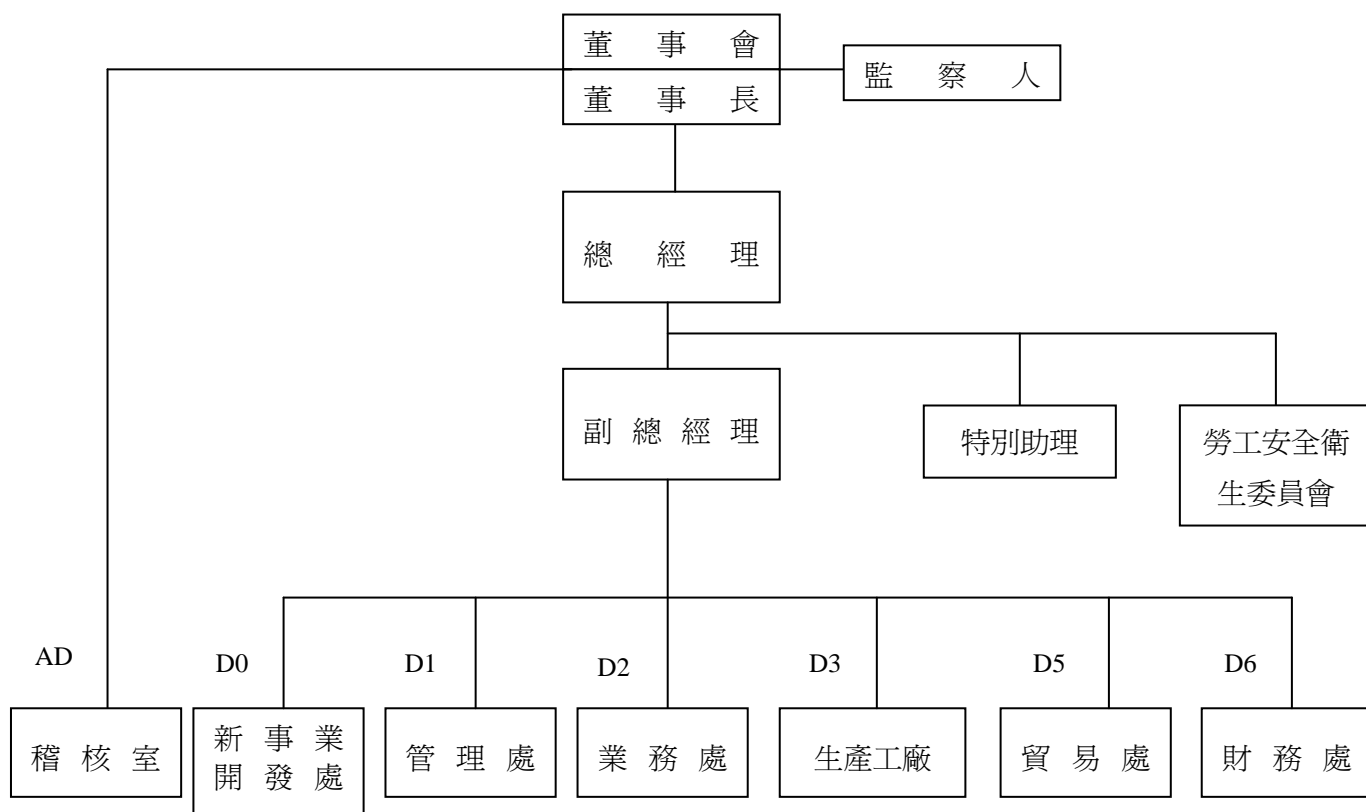 董事會
監察人
董事長
總經理
副總經理
特別助理
勞工安全衛
生委員會
AD
D0
D1
D2
D3
D5
D6
稽核室
新事業
開發處
管理處
業務處
生產工廠
貿易處
財務處